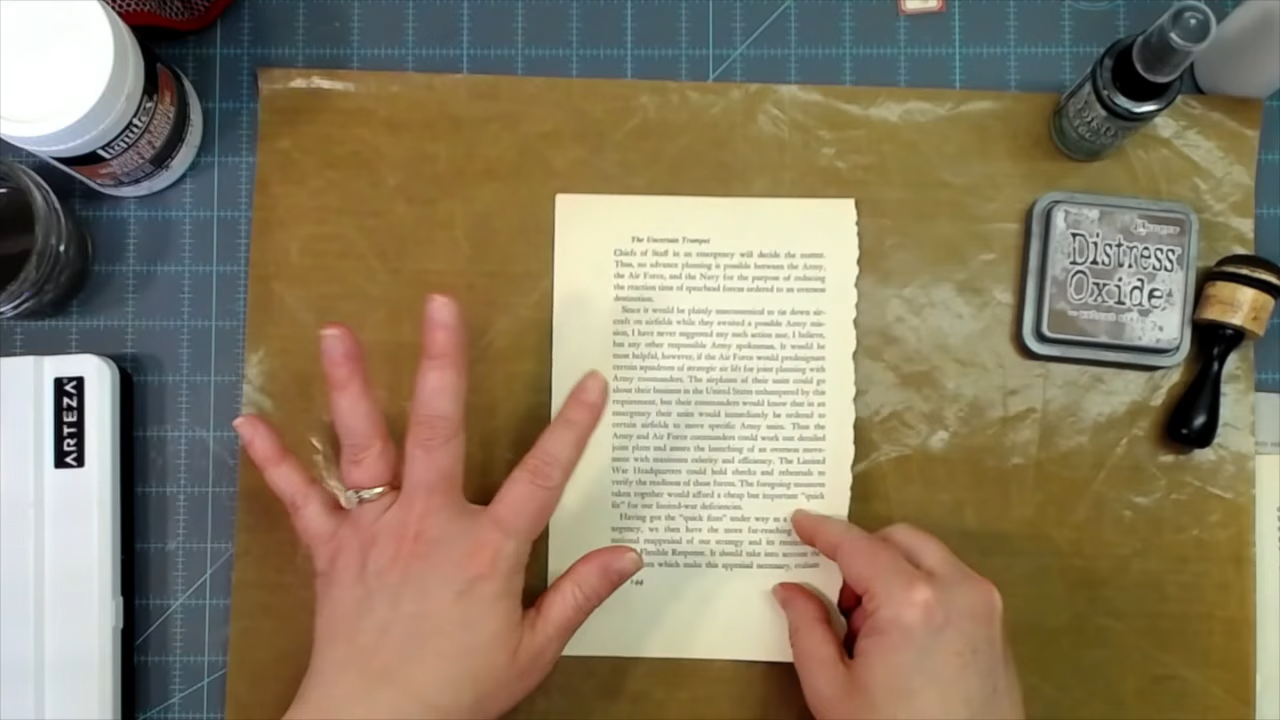 Liquitex
ARTEZA
Ranger
Distress
Oxide
The Uncertain Trumpet
Chiefs of Staff in an emergency will decide the matter.
Thus, no advance planning is possible between the Army,
the Air Force, and the Navy for the purpose of reducing
the reaction time of spearhead forces ordered to an overseas
destination.
Since it would be plainly uneconomical to tie down air-
craft on airfields while they awaited a possible Army mis-
sion, I have never supported any such action nor, I believe,
has any other responsible Army spokesman. It would be
most helpful, however, if the Air Force would predesignate
certain squadrons of strategic air lift for joint planning with
Army commanders. The airplanes of their units could go
about their business in the United States unhampered by this
requirement, but their commanders would know that in an
emergency their units would immediately be ordered to
certain airfields to move specific Army units. Thus the
Army and Air Force commanders could work out detailed
joint plans and assure the launching of an overseas move-
ment with maximum celerity and efficiency. The Limited
War Headquarters could hold checks and rehearsals to
verify the readiness of these forces. The foregoing measures
taken together would afford a cheap but important "quick
fix" for our limited-war deficiencies.
Having got the "quick fixes" under way as a
urgency, we then have the more far-reaching
national reappraisal of our strategy and its
Flexible Response. It should take into account the
which make this appraisal necessary, evaluate
144